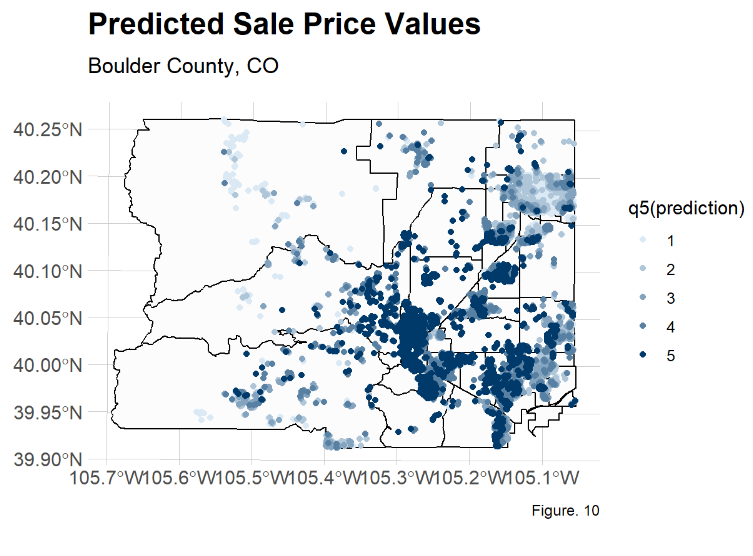 Predicted Sale Price Values
Boulder County, CO
40.25°N
40.20°N
40.15°N
40.10°N
40.05°N
40.00°N
39.95°N
39.90°N
105.7°W105.6°W105.5°W105.4°W105.3°W105.2°W105.1°W
q5(prediction)
1
2
3
4
5
Figure. 10